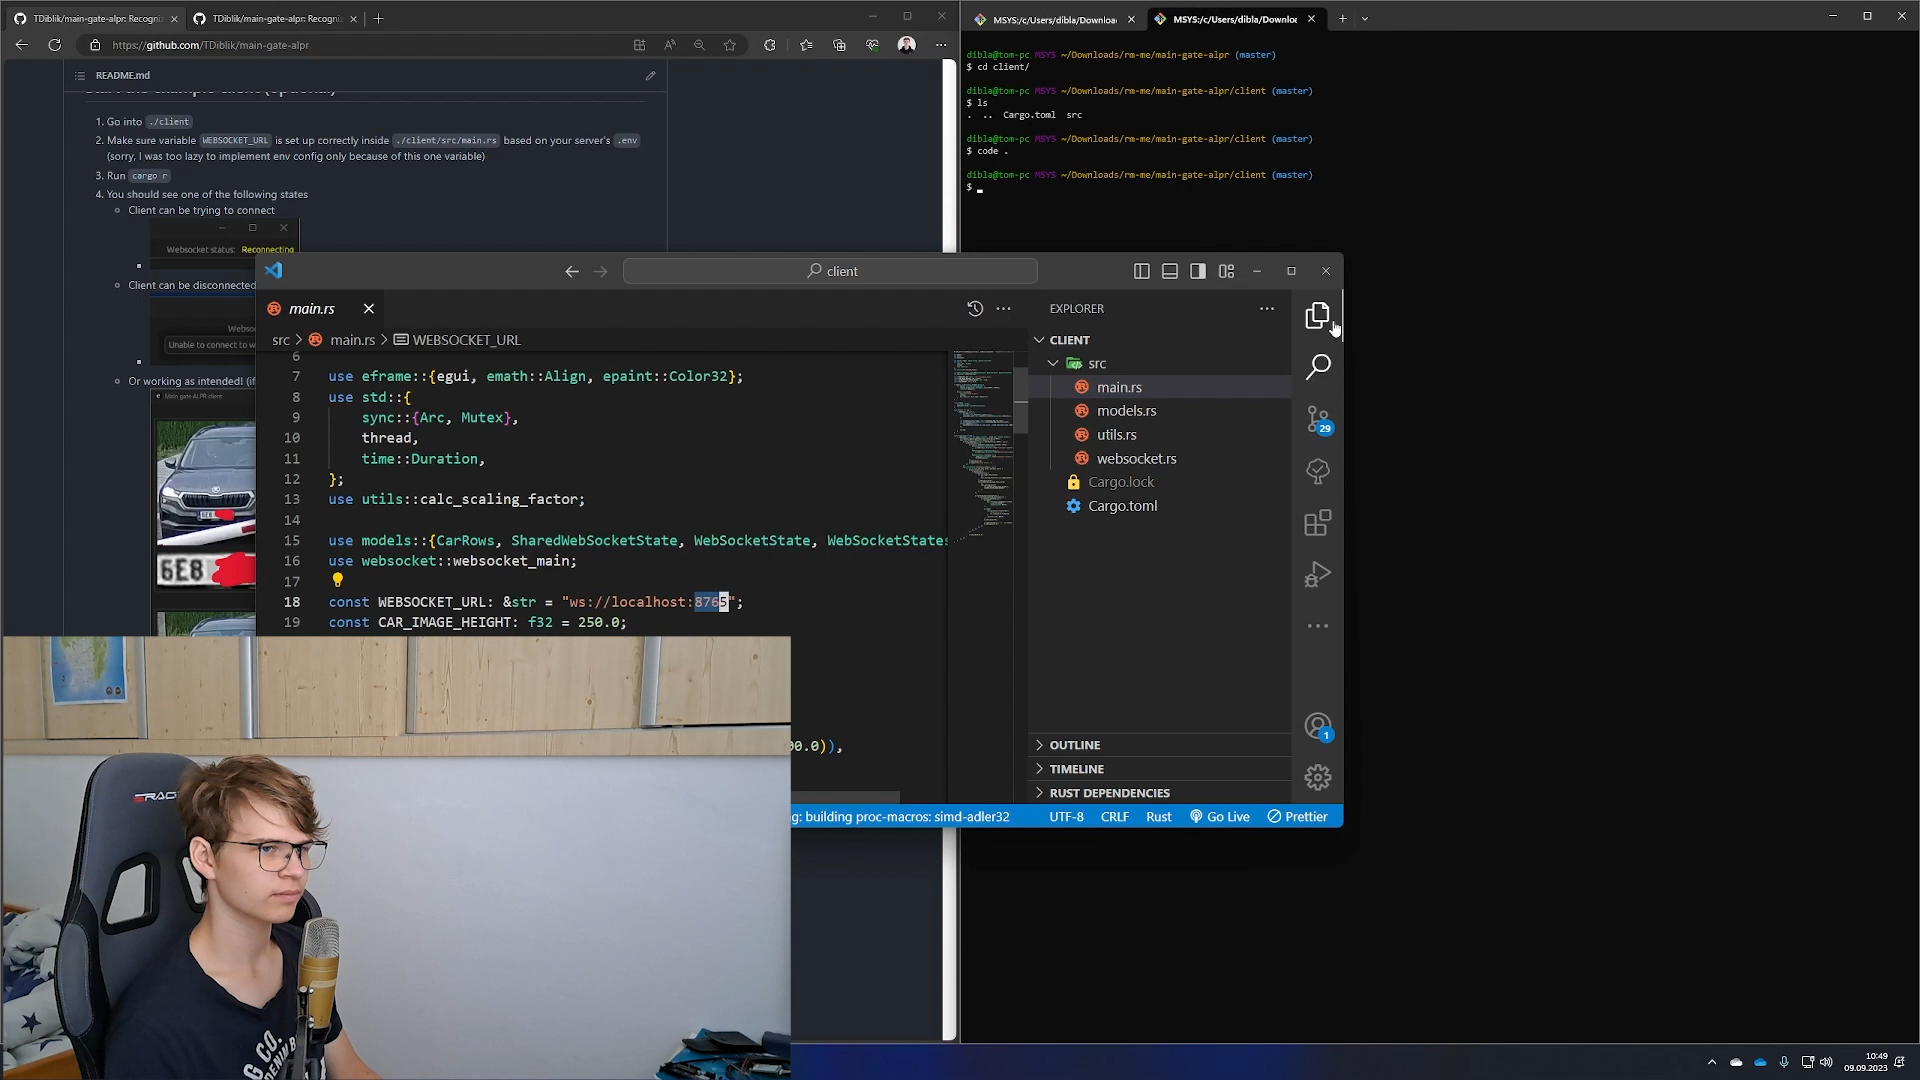 TDiblik/main-gate-alpr: Recogniz
TDiblik/main-gate-alpr: Recogniz
https://github.com/TDiblik/main-gate-alpr
README.md
1. Go into ./client
2. Make sure variable WEBSOCKET_URL is set up correctly inside ./client/src/main.rs based on your server's .env
(sorry, I was too lazy to implement env config only because of this one variable)
3. Run cargo r
4. You should see one of the following states
Client can be trying to connect
Websocket status: Reconnecting
Client can be disconnected
Unable to connect to w
Or working as intended! (if
Main gate ALPR client
6E8
MSYS:/c/Users/dibla/Downloa
MSYS:/c/Users/dibla/Downloa
dibla@tom-pc MSYS ~/Downloads/rm-me/main-gate-alpr (master)
$ cd client/
dibla@tom-pc MSYS ~/Downloads/rm-me/main-gate-alpr/client (master)
$ ls
. .. Cargo.toml src
dibla@tom-pc MSYS ~/Downloads/rm-me/main-gate-alpr/client (master)
$ code .
dibla@tom-pc MSYS ~/Downloads/rm-me/main-gate-alpr/client (master)
$
client
main.rs
src > main.rs > WEBSOCKET_URL
6
7 use eframe::{egui, emath::Align, epaint::Color32};
8 use std::{
9 sync::{Arc, Mutex},
10 thread,
11 time::Duration,
12 };
13 use utils::calc_scaling_factor;
14
15 use models::{CarRows, SharedWebSocketState, WebSocketState, WebSocketStates
16 use websocket::websocket_main;
17
18 const WEBSOCKET_URL: &str = "ws://localhost:8765";
19 const CAR_IMAGE_HEIGHT: f32 = 250.0;
00.0)),
EXPLORER
CLIENT
src
main.rs
models.rs
utils.rs
websocket.rs
Cargo.lock
Cargo.toml
OUTLINE
TIMELINE
RUST DEPENDENCIES
29
1
g: building proc-macros: simd-adler32
UTF-8 CRLF Rust Go Live Prettier
10:49
09.09.2023